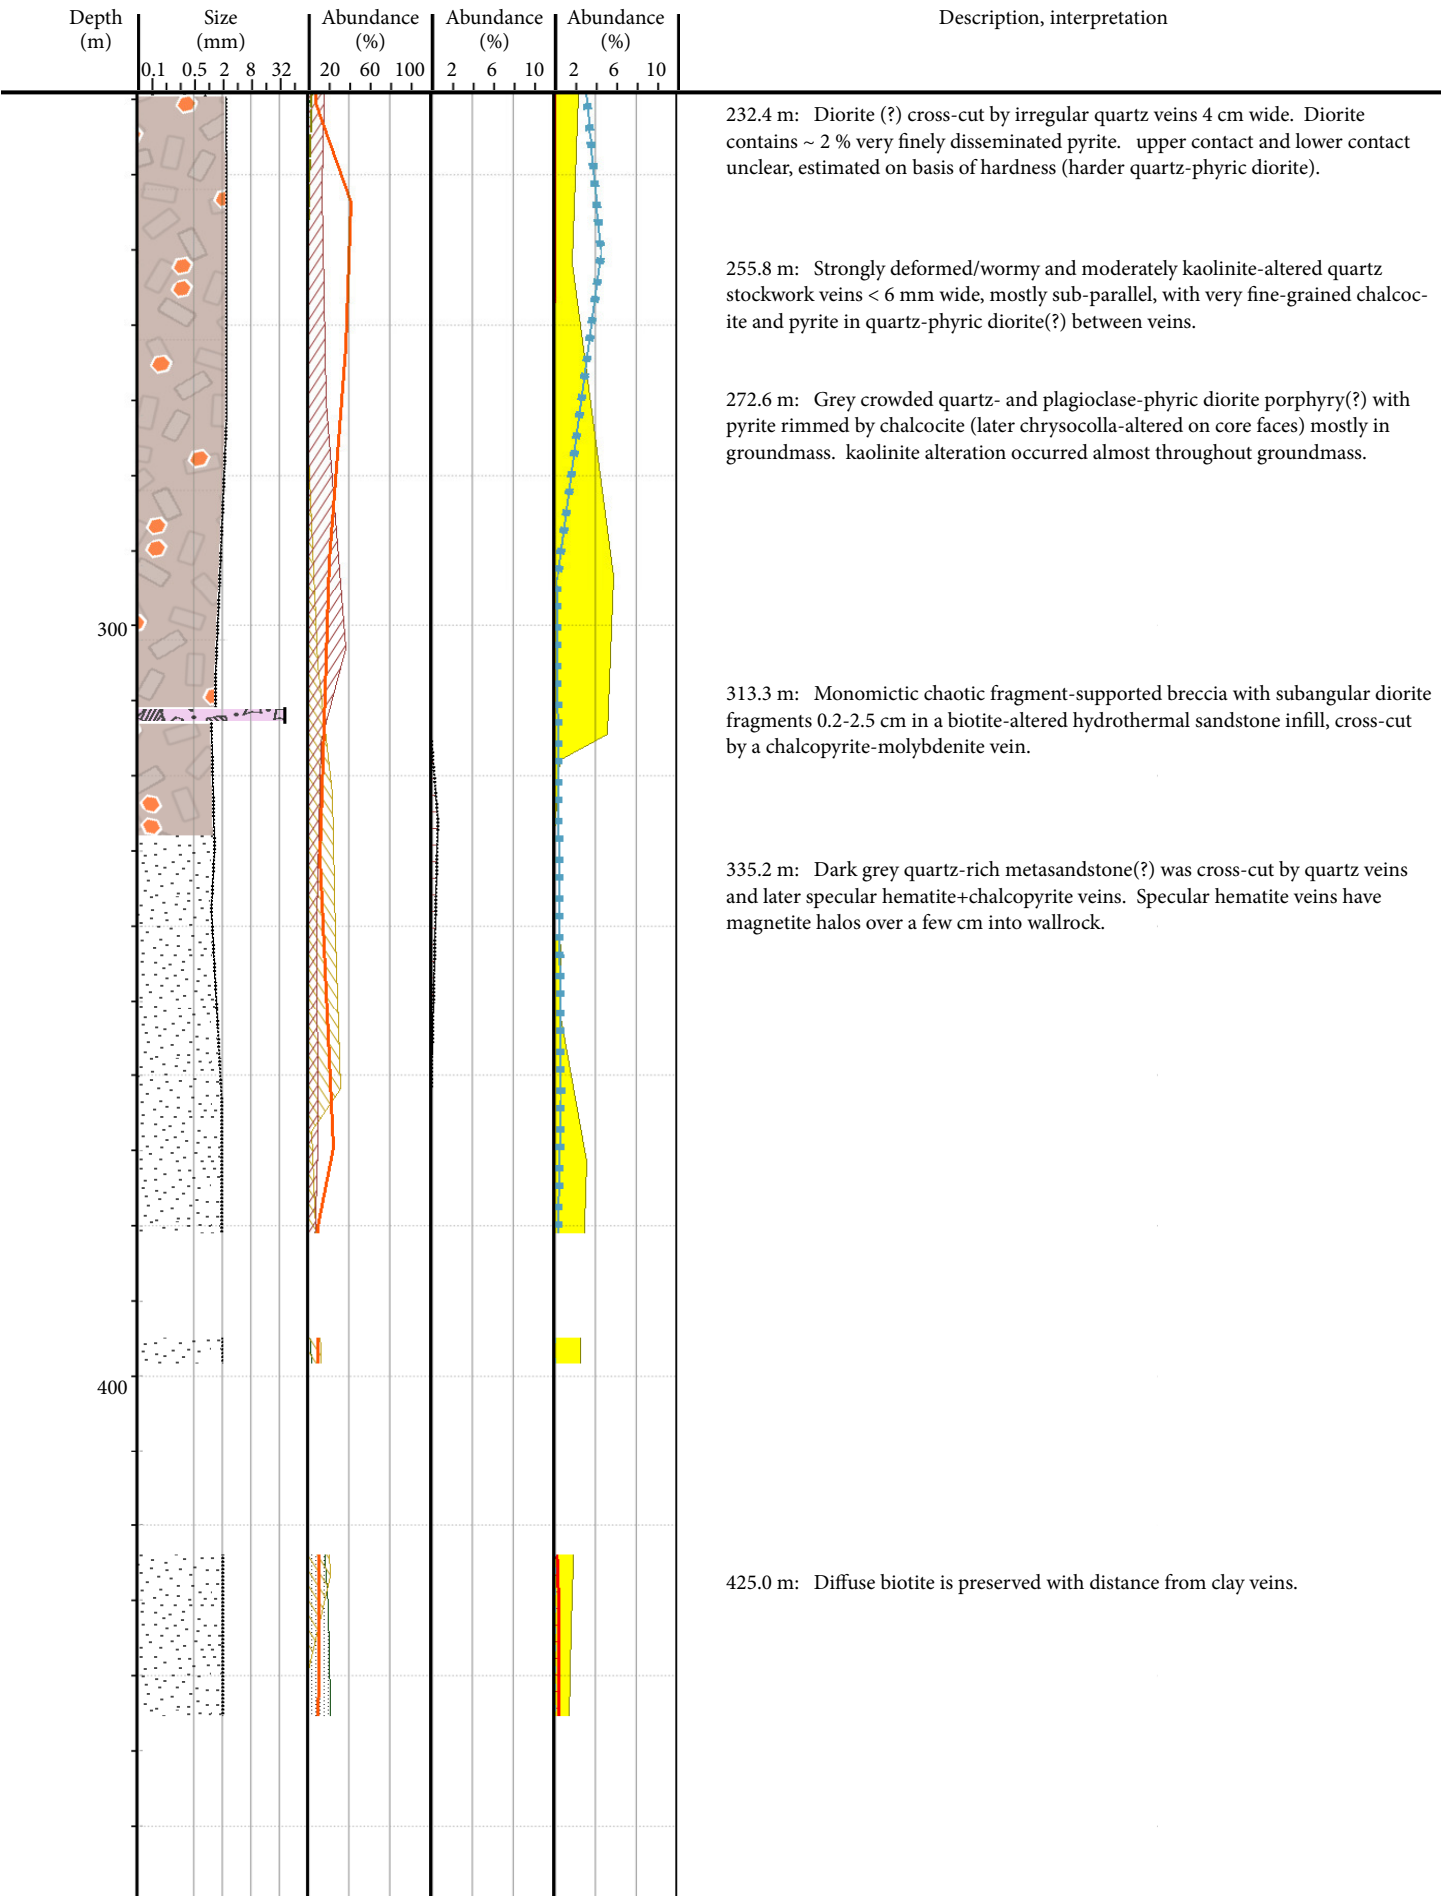 Depth
(m)
Size
(mm)
Abundance
(%)
Abundance
(%)
Abundance
(%)
Description, interpretation
0.1 0.5 2 8 32
20 60 100
2 6 10
2 6 10
232.4 m: Diorite (?) cross-cut by irregular quartz veins 4 cm wide. Diorite
contains ~ 2 % very finely disseminated pyrite. upper contact and lower contact
unclear, estimated on basis of hardness (harder quartz-phyric diorite).
255.8 m: Strongly deformed/wormy and moderately kaolinite-altered quartz
stockwork veins < 6 mm wide, mostly sub-parallel, with very fine-grained chalcoc-
ite and pyrite in quartz-phyric diorite(?) between veins.
272.6 m: Grey crowded quartz- and plagioclase-phyric diorite porphyry(?) with
pyrite rimmed by chalcocite (later chrysocolla-altered on core faces) mostly in
groundmass. kaolinite alteration occurred almost throughout groundmass.
300
313.3 m: Monomictic chaotic fragment-supported breccia with subangular diorite
fragments 0.2-2.5 cm in a biotite-altered hydrothermal sandstone infill, cross-cut
by a chalcopyrite-molybdenite vein.
335.2 m: Dark grey quartz-rich metasandstone(?) was cross-cut by quartz veins
and later specular hematite+chalcopyrite veins. Specular hematite veins have
magnetite halos over a few cm into wallrock.
400
425.0 m: Diffuse biotite is preserved with distance from clay veins.